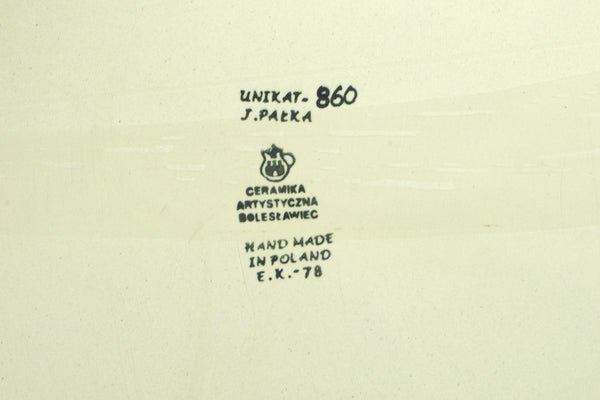 UNIKAT- 860
J. PAŁKA
CERAMIKA
ARTYSTYCZNA
BOLESŁAWIEC
HAND MADE
IN POLAND
E.K.-78